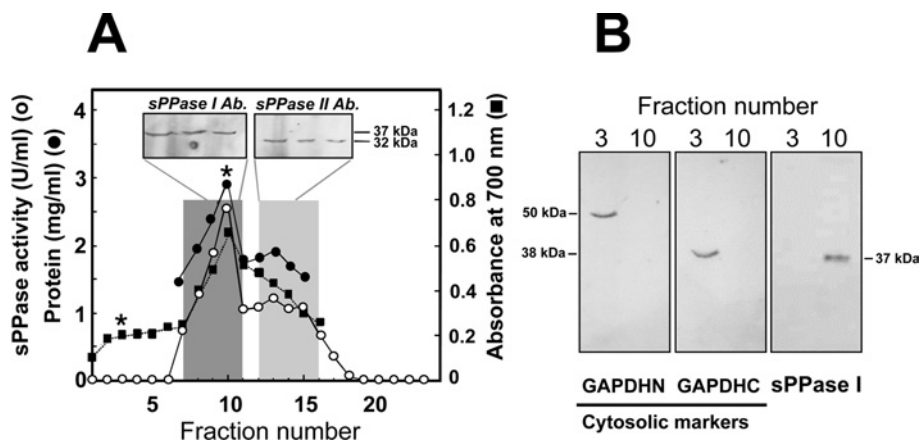 A
sPPase activity (U/ml) (o)
Protein (mg/ml) (●)
4
3
2
1
0
sPPase I Ab.
sPPase II Ab.
37 kDa
32 kDa
*
*
1.2
1.0
0.8
0.6
0.4
0.2
0
Absorbance at 700 nm (■)
5 10 15 20
Fraction number
B
Fraction number
3 10 3 10 3 10
50 kDa
38 kDa
37 kDa
GAPDHN GAPDHC sPPase I
Cytosolic markers